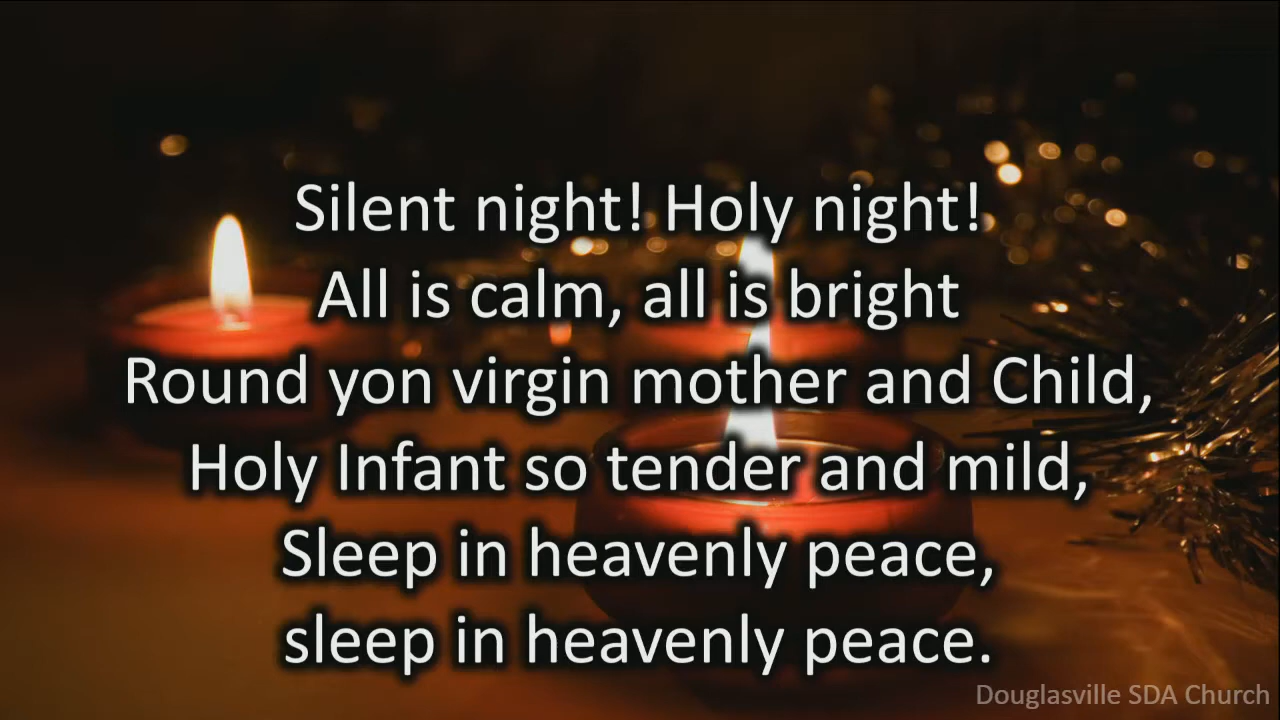 Silent night! Holy night!
All is calm, all is bright
Round yon virgin mother and Child,
Holy Infant so tender and mild,
Sleep in heavenly peace,
sleep in heavenly peace.
Douglasville SDA Church